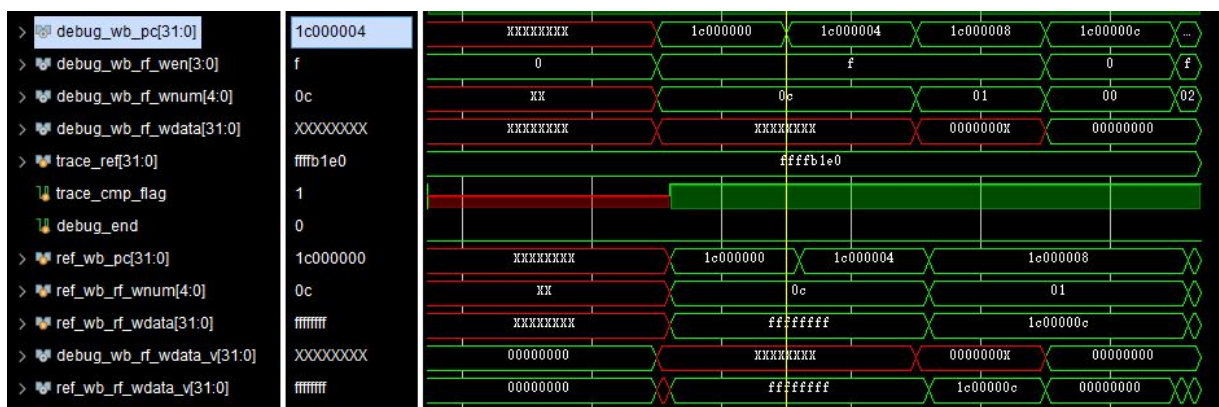 debug_wb_pc[31:0] 1c000004 XXXXXXXX 1c000000 1c000004 1c000008 1c00000c ...
debug_wb_rf_wen[3:0] f 0 f 0 f
debug_wb_rf_wnum[4:0] 0c XX 0c 01 00 02
debug_wb_rf_wdata[31:0] XXXXXXXX XXXXXXXX XXXXXXXX 0000000X 00000000
trace_ref[31:0] ffffb1e0 ffffb1e0
trace_cmp_flag 1
debug_end 0
ref_wb_pc[31:0] 1c000000 XXXXXXXX 1c000000 1c000004 1c000008
ref_wb_rf_wnum[4:0] 0c XX 0c 01
ref_wb_rf_wdata[31:0] ffffffff XXXXXXXX ffffffff 1c00000c
debug_wb_rf_wdata_v[31:0] XXXXXXXX 00000000 XXXXXXXX 0000000X 00000000
ref_wb_rf_wdata_v[31:0] ffffffff 00000000 ffffffff 1c00000c 00000000